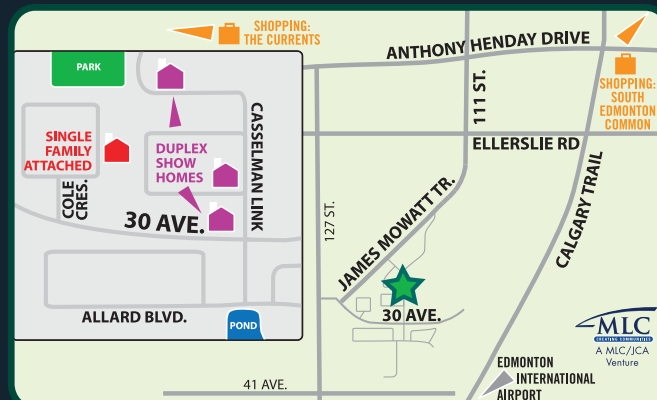 SHOPPING:
THE CURRENTS
ANTHONY HENDAY DRIVE
SHOPPING:
SOUTH
EDMONTON
COMMON
PARK
111 ST.
ELLERSLIE RD
CASSELMAN LINK
SINGLE
FAMILY
ATTACHED
DUPLEX
SHOW
HOMES
COLE
CRES.
30 AVE.
127 ST.
JAMES MOWATT TR.
CALGARY TRAIL
30 AVE.
ALLARD BLVD.
POND
MLC
CREATING COMMUNITIES
A MLC/JCA
Venture
EDMONTON
INTERNATIONAL
AIRPORT
41 AVE.